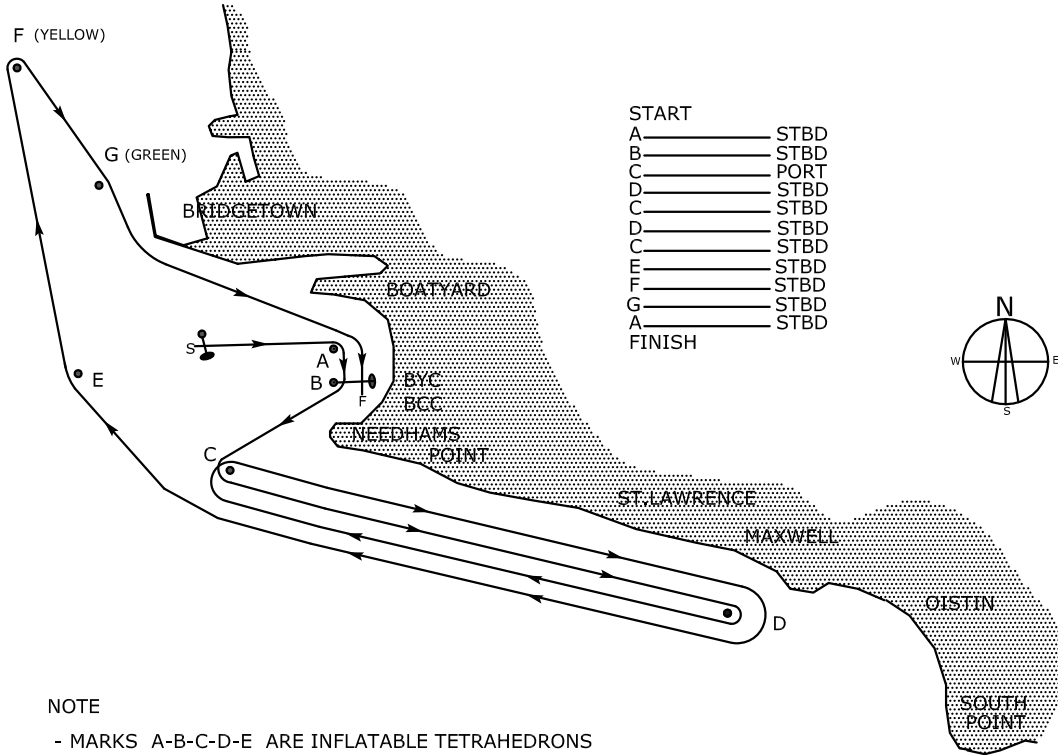 F (YELLOW)
G (GREEN)
BRIDGETOWN
BOATYARD
S
A
B
F
BYC
BCC
E
NEEDHAMS
POINT
C
ST.LAWRENCE
MAXWELL
D
OISTIN
SOUTH
POINT
START
A STBD
B STBD
C PORT
D STBD
C STBD
D STBD
C STBD
E STBD
F STBD
G STBD
A STBD
FINISH
N
W E
S
NOTE
- MARKS A-B-C-D-E ARE INFLATABLE TETRAHEDRONS